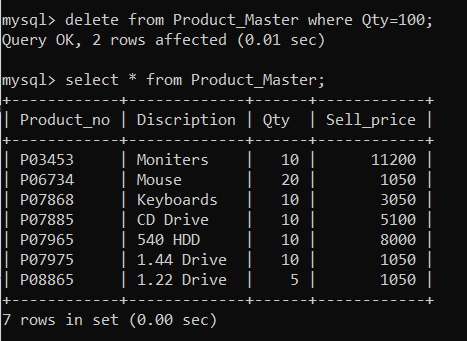 mysql> delete from Product_Master where Qty=100;
Query OK, 2 rows affected (0.01 sec)
mysql> select * from Product_Master;
+------------+-------------+------+------------+
| Product_no | Discription | Qty  | Sell_price |
+------------+-------------+------+------------+
| P03453     | Moniters    |   10 |      11200 |
| P06734     | Mouse       |   20 |       1050 |
| P07868     | Keyboards   |   10 |       3050 |
| P07885     | CD Drive    |   10 |       5100 |
| P07965     | 540 HDD     |   10 |       8000 |
| P07975     | 1.44 Drive  |   10 |       1050 |
| P08865     | 1.22 Drive  |    5 |       1050 |
+------------+-------------+------+------------+
7 rows in set (0.00 sec)